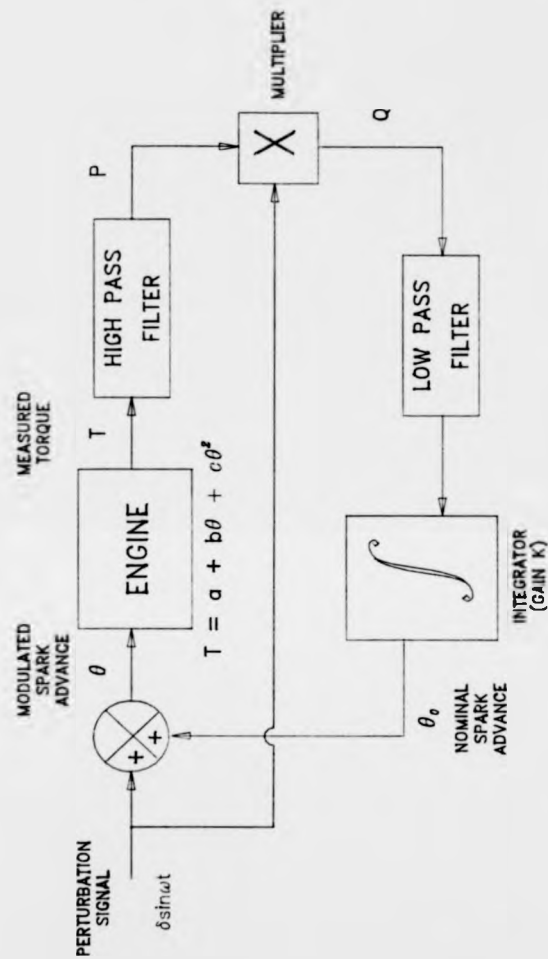 PERTURBATION
SIGNAL
δsinωt
MODULATED
SPARK
ADVANCE
θ
+
+
ENGINE
T = a + bθ + cθ²
MEASURED
TORQUE
T
HIGH PASS
FILTER
P
MULTIPLIER
X
Q
LOW PASS
FILTER
∫
INTEGRATOR
(GAIN K)
θ₀
NOMINAL
SPARK
ADVANCE